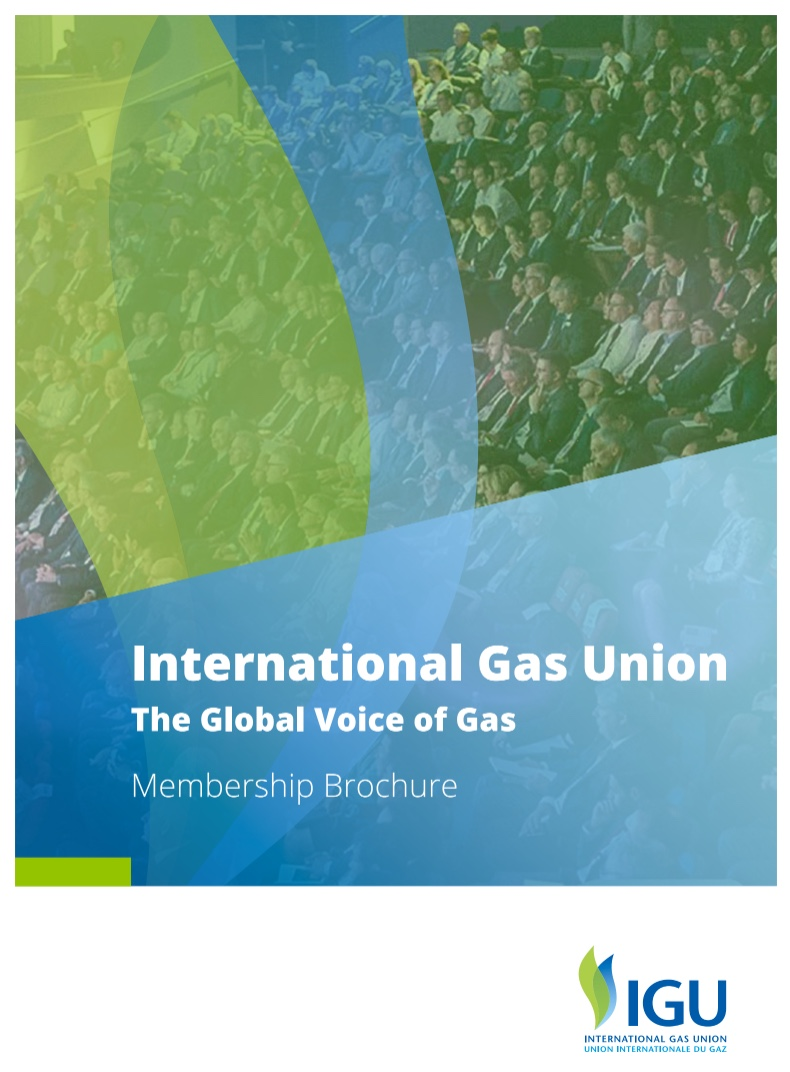 International Gas Union
The Global Voice of Gas
Membership Brochure
IGU
INTERNATIONAL GAS UNION
UNION INTERNATIONALE DU GAZ